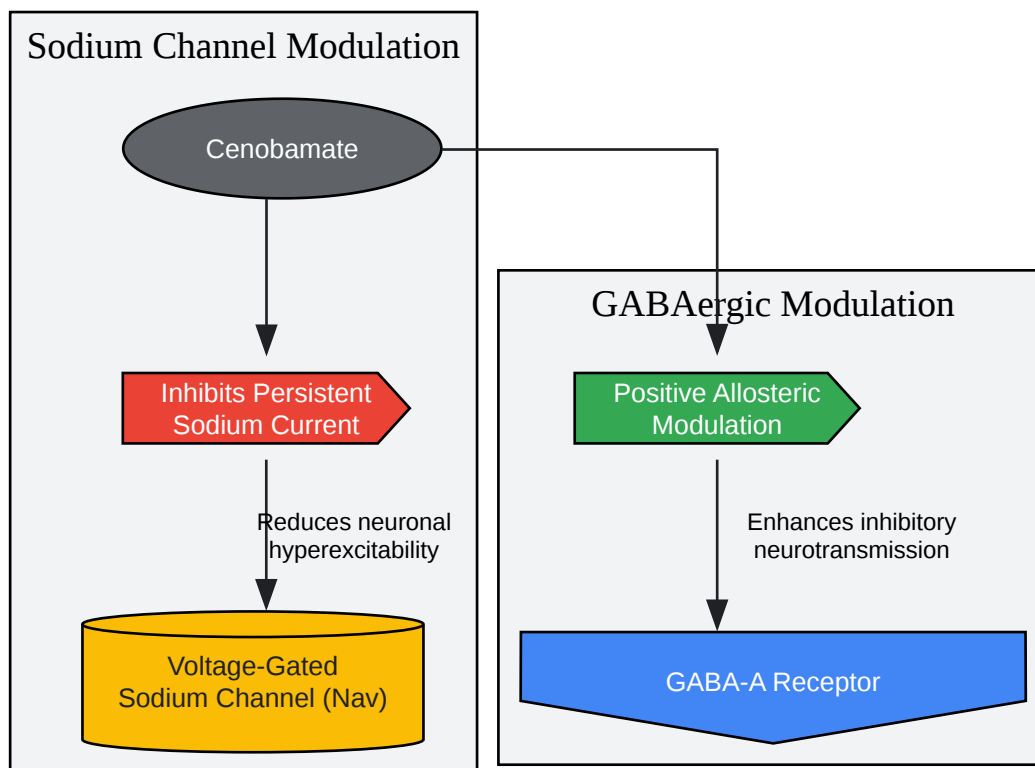 Sodium Channel Modulation
Cenobamate
GABAergic Modulation
Inhibits Persistent
Sodium Current
Positive Allosteric
Modulation
Reduces neuronal
hyperexcitability
Enhances inhibitory
neurotransmission
Voltage-Gated
Sodium Channel (Nav)
GABA-A Receptor